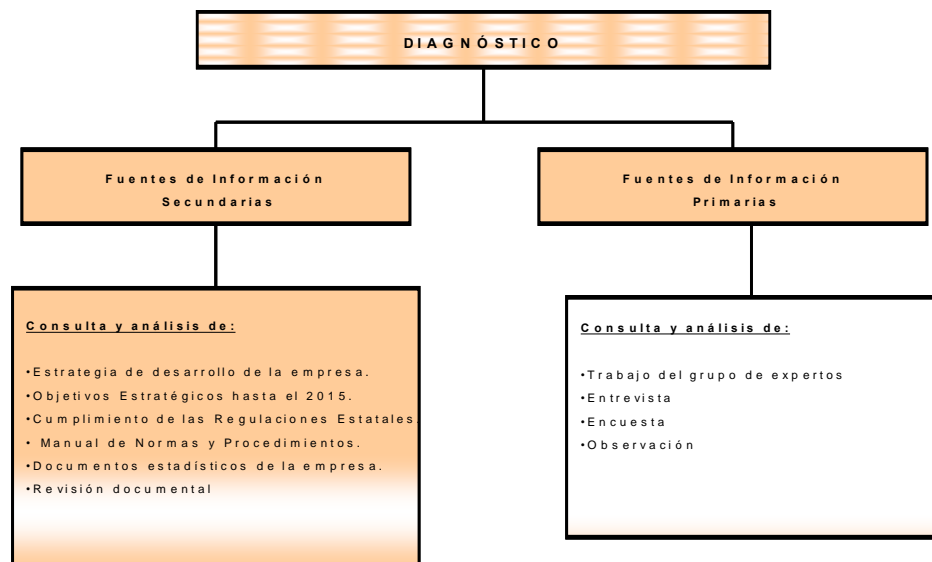 DIAGNÓSTICO
Fuentes de Información
Secundarias
Fuentes de Información
Primarias
Consulta y análisis de:
•Estrategia de desarrollo de la empresa.
•Objetivos Estratégicos hasta el 2015.
•Cumplimiento de las Regulaciones Estatales.
• Manual de Normas y Procedimientos.
•Documentos estadísticos de la empresa.
•Revisión documental
Consulta y análisis de:
•Trabajo del grupo de expertos
•Entrevista
•Encuesta
•Observación